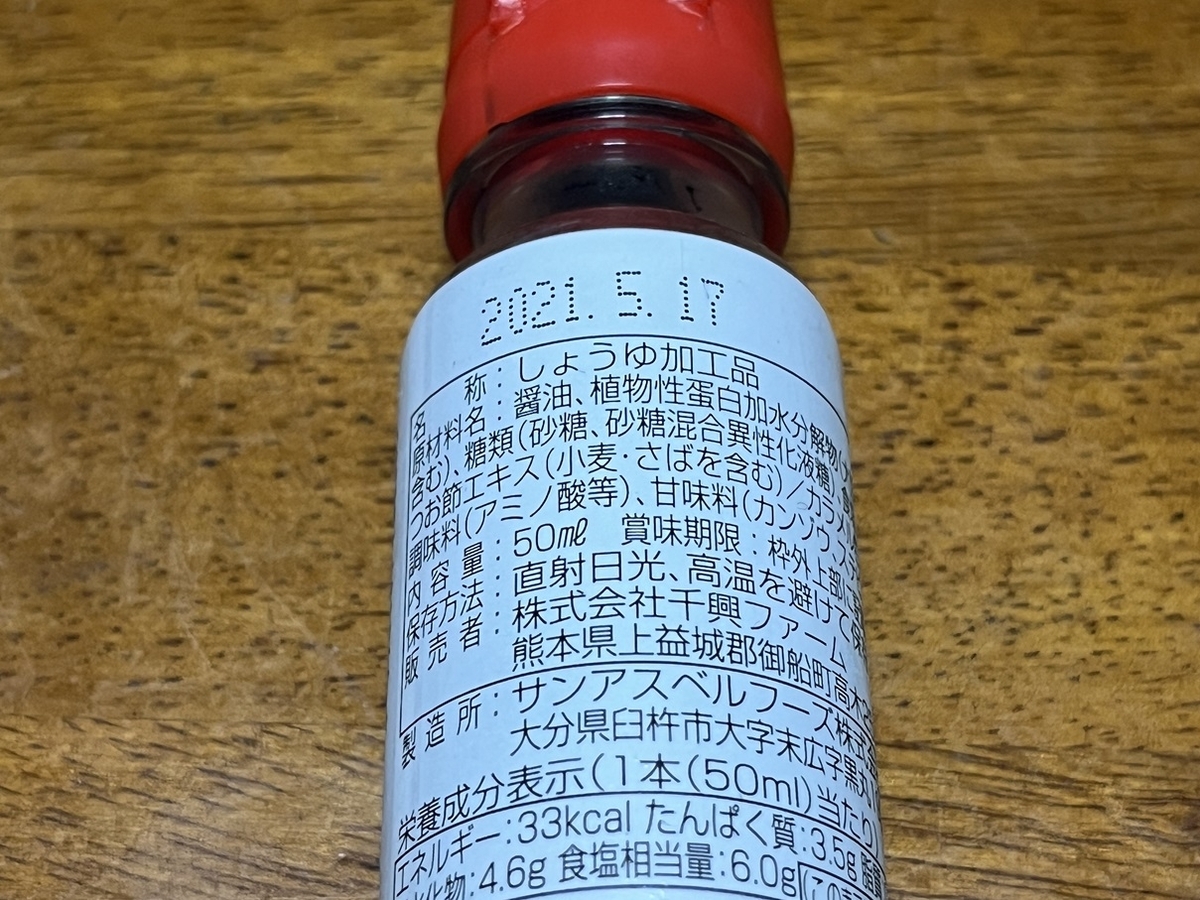 2021.5.17
名称：しょうゆ加工品
原材料名：醤油、植物性蛋白加水分解物(
含む)、糖類(砂糖、砂糖混合異性化液糖)、食
つお節エキス(小麦・さばを含む)/カラメル
調味料(アミノ酸等)、甘味料(カンゾウ、ステ
内容量：50㎖ 賞味期限：枠外上部に
保存方法：直射日光、高温を避けて保
販売者：株式会社千興ファーム
熊本県上益城郡御船町高木
製造所：サンアスベルフーズ株式
大分県臼杵市大字末広字黒丸
栄養成分表示(1本(50ml)当たり)
エネルギー:33kcal たんぱく質:3.5g 脂質
水化物:4.6g 食塩相当量:6.0g